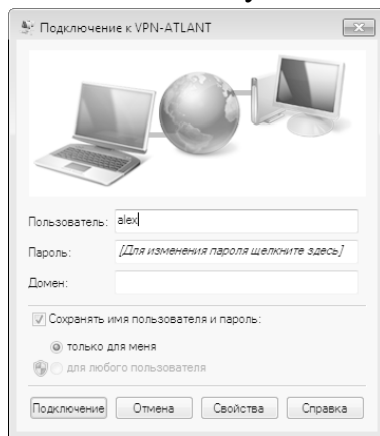 Подключение к VPN-ATLANT
Пользователь: alex
Пароль: [Для изменения пароля щелкните здесь]
Домен:
Сохранять имя пользователя и пароль:
только для меня
для любого пользователя
Подключение Отмена Свойства Справка